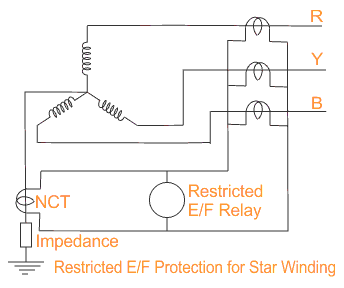 R
Y
B
NCT
Restricted
E/F Relay
Impedance
Restricted E/F Protection for Star Winding